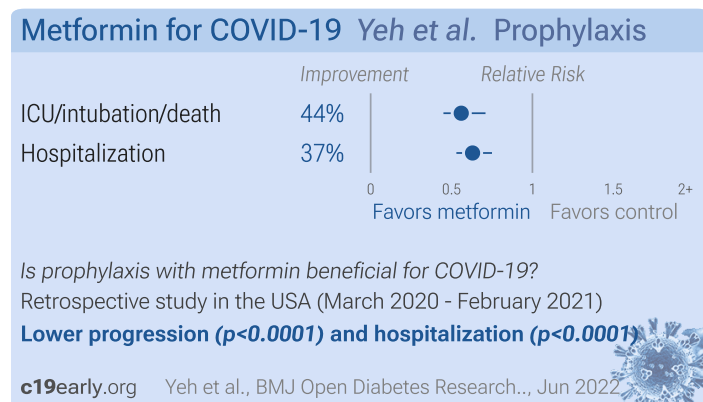 Metformin for COVID-19 Yeh et al. Prophylaxis
Improvement Relative Risk
ICU/intubation/death 44%
Hospitalization 37%
0 0.5 1 1.5 2+
Favors metformin Favors control
Is prophylaxis with metformin beneficial for COVID-19?
Retrospective study in the USA (March 2020 - February 2021)
Lower progression (p<0.0001) and hospitalization (p<0.0001)
c19early.org Yeh et al., BMJ Open Diabetes Research.., Jun 2022